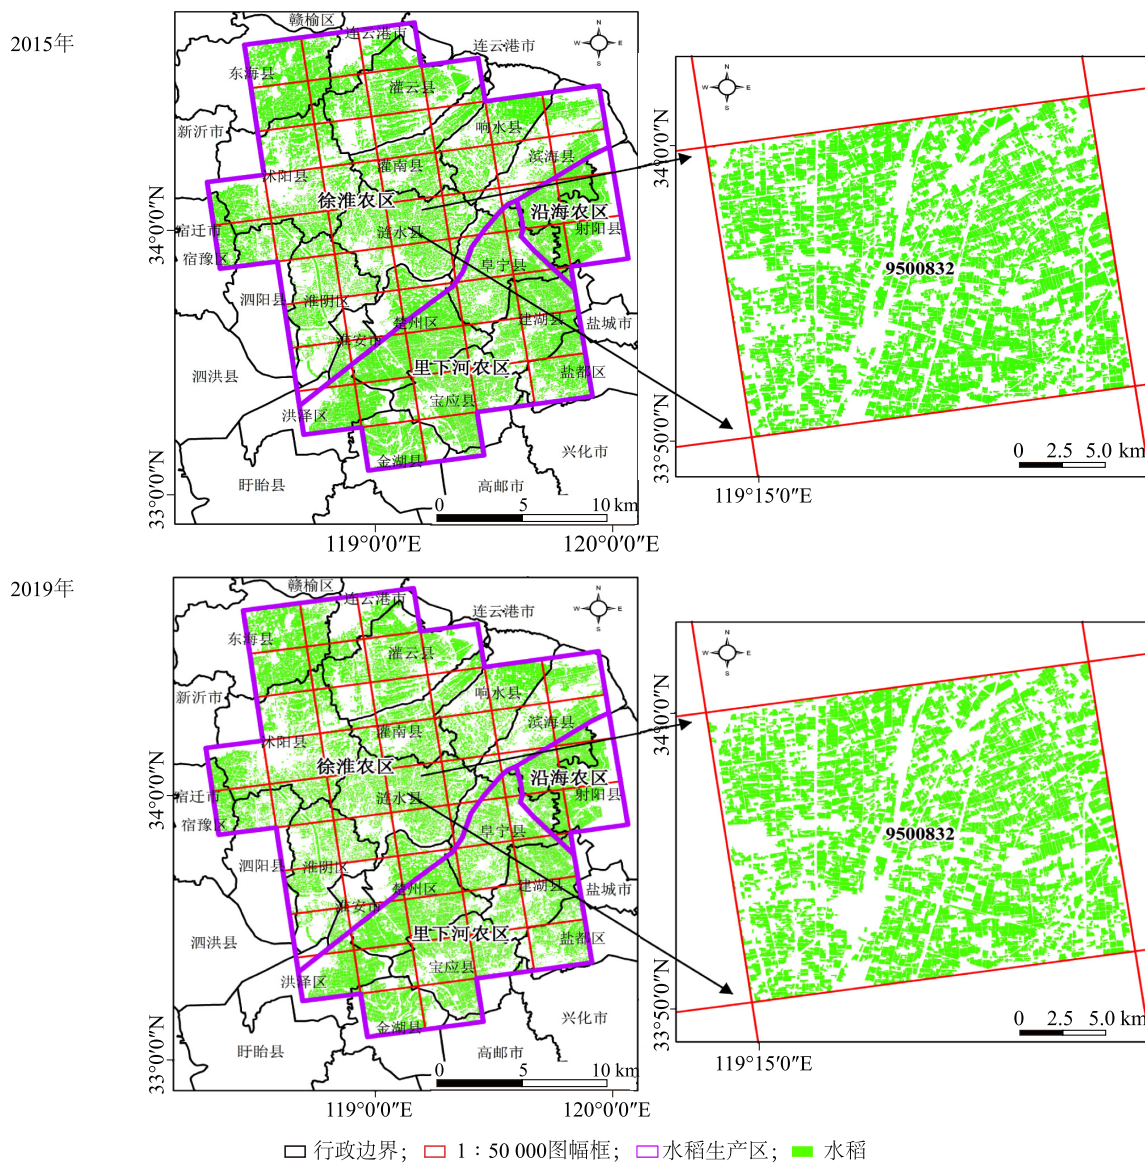 2015年
赣榆区
连云港市
连云港市
N
W E
S
东海县
灌云县
新沂市
响水县
滨海县
沭阳县
灌南县
徐淮农区
沿海农区
宿迁市
涟水县
射阳县
宿豫区
阜宁县
泗阳县
淮阴区
楚州区
建湖县
盐城市
淮安市
泗洪县
里下河农区
盐都区
洪泽区
宝应县
金湖县
兴化市
盱眙县
高邮市
0 5 10 km
34°0′0″N
33°0′0″N
119°0′0″E 120°0′0″E
N
W E
S
34°0′0″N
9500832
33°50′0″N
0 2.5 5.0 km
119°15′0″E
2019年
赣榆区
连云港市
连云港市
N
W E
S
东海县
灌云县
新沂市
响水县
滨海县
沭阳县
灌南县
徐淮农区
沿海农区
宿迁市
涟水县
射阳县
宿豫区
阜宁县
泗阳县
淮阴区
楚州区
建湖县
盐城市
淮安市
泗洪县
里下河农区
盐都区
洪泽区
宝应县
金湖县
兴化市
盱眙县
高邮市
0 5 10 km
34°0′0″N
33°0′0″N
119°0′0″E 120°0′0″E
N
W E
S
34°0′0″N
9500832
33°50′0″N
0 2.5 5.0 km
119°15′0″E
行政边界； 1∶50 000图幅框； 水稻生产区； 水稻